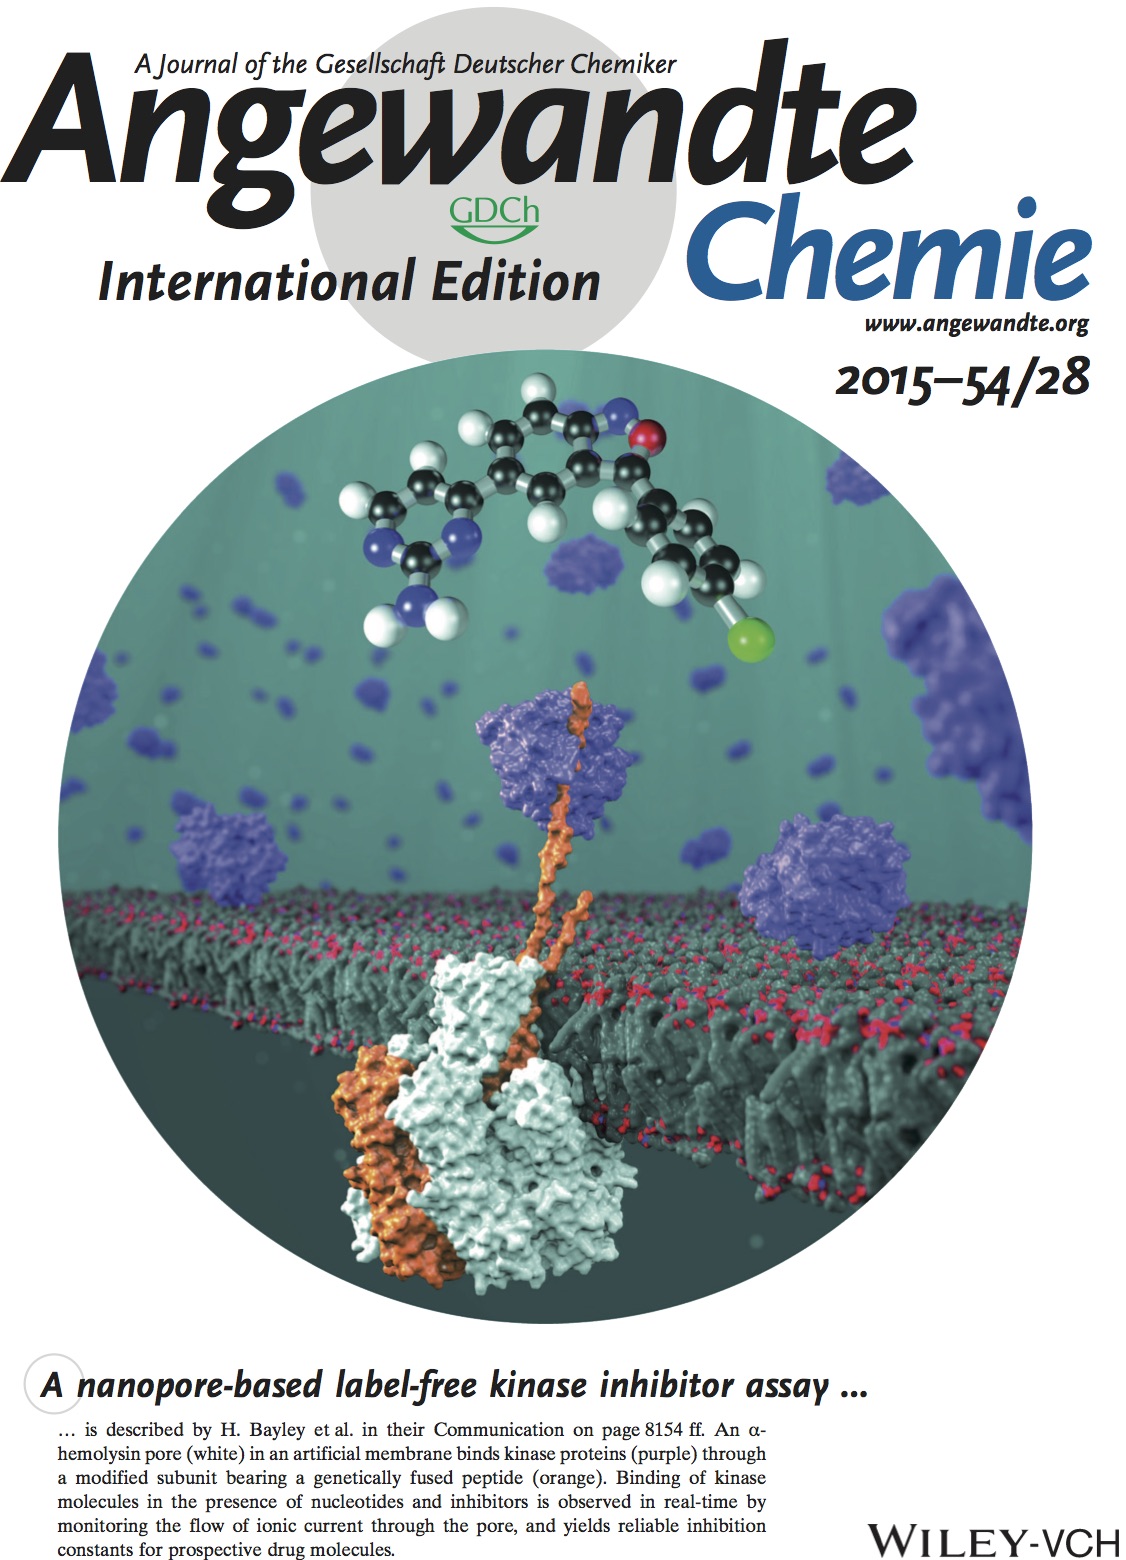 A Journal of the Gesellschaft Deutscher Chemiker
Angewandte
GDCh
Chemie
International Edition
www.angewandte.org
2015–54/28
A nanopore-based label-free kinase inhibitor assay ...
... is described by H. Bayley et al. in their Communication on page 8154 ff. An α-
hemolysin pore (white) in an artificial membrane binds kinase proteins (purple) through
a modified subunit bearing a genetically fused peptide (orange). Binding of kinase
molecules in the presence of nucleotides and inhibitors is observed in real-time by
monitoring the flow of ionic current through the pore, and yields reliable inhibition
constants for prospective drug molecules.
WILEY-VCH